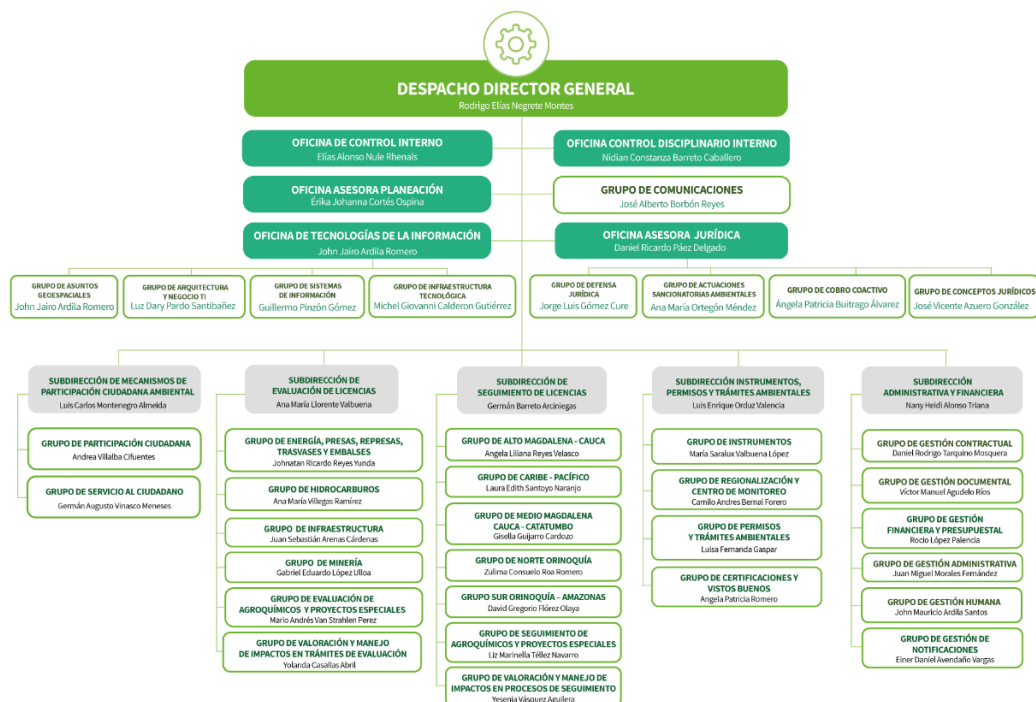 DESPACHO DIRECTOR GENERAL
Rodrigo Elías Negrete Montes
OFICINA DE CONTROL INTERNO
Elías Alonso Nule Rhenals
OFICINA CONTROL DISCIPLINARIO INTERNO
Nidian Constanza Barreto Caballero
OFICINA ASESORA PLANEACIÓN
Érika Johanna Cortés Ospina
GRUPO DE COMUNICACIONES
José Alberto Borbón Reyes
OFICINA DE TECNOLOGÍAS DE LA INFORMACIÓN
John Jairo Ardila Romero
OFICINA ASESORA JURÍDICA
Daniel Ricardo Páez Delgado
GRUPO DE ASUNTOS
GEOESPACIALES
John Jairo Ardila Romero
GRUPO DE ARQUITECTURA
Y NEGOCIO TI
Luz Dary Pardo Santibañez
GRUPO DE SISTEMAS
DE INFORMACIÓN
Guillermo Pinzón Gómez
GRUPO DE INFRAESTRUCTURA
TECNOLÓGICA
Michel Giovanni Calderon Gutiérrez
GRUPO DE DEFENSA
JURÍDICA
Jorge Luis Gómez Cure
GRUPO DE ACTUACIONES
SANCIONATORIAS AMBIENTALES
Ana María Ortegón Méndez
GRUPO DE COBRO COACTIVO
Ángela Patricia Buitrago Álvarez
GRUPO DE CONCEPTOS JURÍDICOS
José Vicente Azuero González
SUBDIRECCIÓN DE MECANISMOS DE
PARTICIPACIÓN CIUDADANA AMBIENTAL
Luis Carlos Montenegro Almeida
GRUPO DE PARTICIPACIÓN CIUDADANA
Andrea Villalba Cifuentes
GRUPO DE SERVICIO AL CIUDADANO
Germán Augusto Vinasco Meneses
SUBDIRECCIÓN DE
EVALUACIÓN DE LICENCIAS
Ana María Llorente Valbuena
GRUPO DE ENERGÍA, PRESAS, REPRESAS,
TRASVASES Y EMBALSES
Johnatan Ricardo Reyes Yunda
GRUPO DE HIDROCARBUROS
Ana María Villegas Ramírez
GRUPO DE INFRAESTRUCTURA
Juan Sebastián Arenas Cárdenas
GRUPO DE MINERÍA
Gabriel Eduardo López Ulloa
GRUPO DE EVALUACIÓN DE
AGROQUÍMICOS Y PROYECTOS ESPECIALES
Mario Andrés Van Strahlen Perez
GRUPO DE VALORACIÓN Y MANEJO
DE IMPACTOS EN TRÁMITES DE EVALUACIÓN
Yolanda Casallas Abril
SUBDIRECCIÓN DE
SEGUIMIENTO DE LICENCIAS
Germán Barreto Arciniegas
GRUPO DE ALTO MAGDALENA - CAUCA
Angela Liliana Reyes Velasco
GRUPO DE CARIBE - PACÍFICO
Laura Edith Santoyo Naranjo
GRUPO DE MEDIO MAGDALENA
CAUCA - CATATUMBO
Gisella Guijarro Cardozo
GRUPO DE NORTE ORINOQUÍA
Zulima Consuelo Roa Romero
GRUPO SUR ORINOQUÍA – AMAZONAS
David Gregorio Flórez Olaya
GRUPO DE SEGUIMIENTO DE
AGROQUÍMICOS Y PROYECTOS ESPECIALES
Liz Marinella Téllez Navarro
GRUPO DE VALORACIÓN Y MANEJO DE
IMPACTOS EN PROCESOS DE SEGUIMIENTO
Yesenia Vásquez Aguilera
SUBDIRECCIÓN INSTRUMENTOS,
PERMISOS Y TRÁMITES AMBIENTALES
Luis Enrique Orduz Valencia
GRUPO DE INSTRUMENTOS
María Saralux Valbuena López
GRUPO DE REGIONALIZACIÓN Y
CENTRO DE MONITOREO
Camilo Andres Bernal Forero
GRUPO DE PERMISOS
Y TRÁMITES AMBIENTALES
Luisa Fernanda Gaspar
GRUPO DE CERTIFICACIONES Y
VISTOS BUENOS
Angela Patricia Romero
SUBDIRECCIÓN
ADMINISTRATIVA Y FINANCIERA
Nany Heidi Alonso Triana
GRUPO DE GESTIÓN CONTRACTUAL
Daniel Rodrigo Tarquino Mosquera
GRUPO DE GESTIÓN DOCUMENTAL
Víctor Manuel Agudelo Ríos
GRUPO DE GESTIÓN
FINANCIERA Y PRESUPUESTAL
Rocío López Palencia
GRUPO DE GESTIÓN ADMINISTRATIVA
Juan Miguel Morales Fernández
GRUPO DE GESTIÓN HUMANA
John Mauricio Ardila Santos
GRUPO DE GESTIÓN DE
NOTIFICACIONES
Einer Daniel Avendaño Vargas